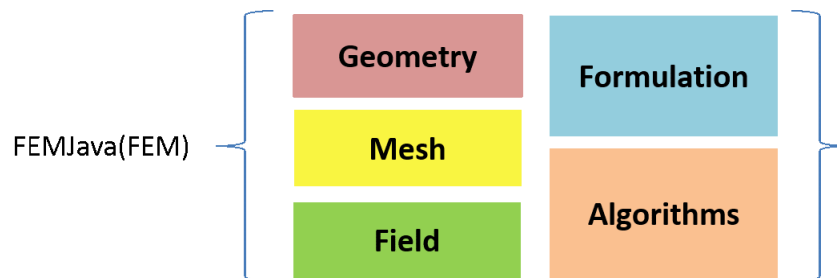 FEMJava(FEM)
Geometry
Mesh
Field
Formulation
Algorithms